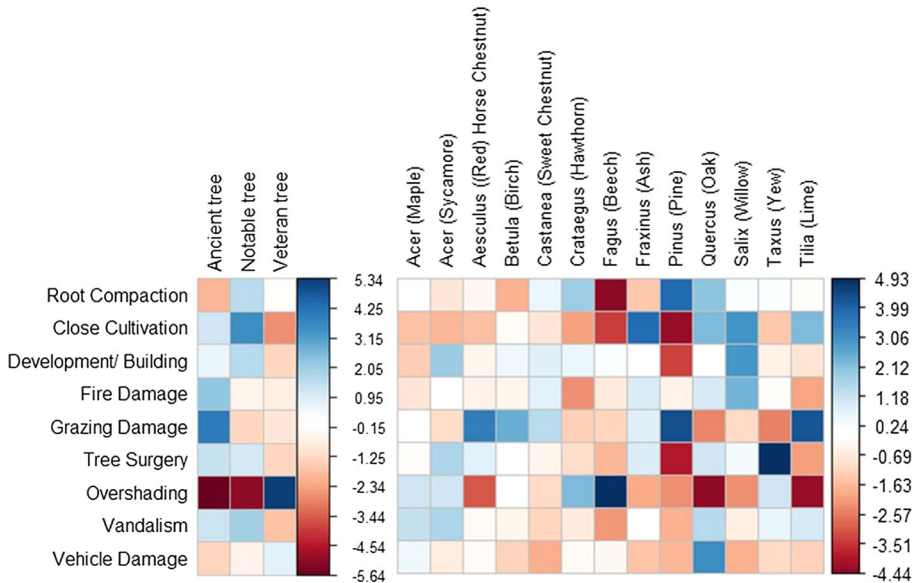 Ancient tree
Notable tree
Veteran tree
Acer (Maple)
Acer (Sycamore)
Aesculus ((Red) Horse Chestnut)
Betula (Birch)
Castanea (Sweet Chestnut)
Crataegus (Hawthorn)
Fagus (Beech)
Fraxinus (Ash)
Pinus (Pine)
Quercus (Oak)
Salix (Willow)
Taxus (Yew)
Tilia (Lime)
Root Compaction
Close Cultivation
Development/ Building
Fire Damage
Grazing Damage
Tree Surgery
Overshading
Vandalism
Vehicle Damage
5.34
4.25
3.15
2.05
0.95
-0.15
-1.25
-2.34
-3.44
-4.54
-5.64
4.93
3.99
3.06
2.12
1.18
0.24
-0.69
-1.63
-2.57
-3.51
-4.44